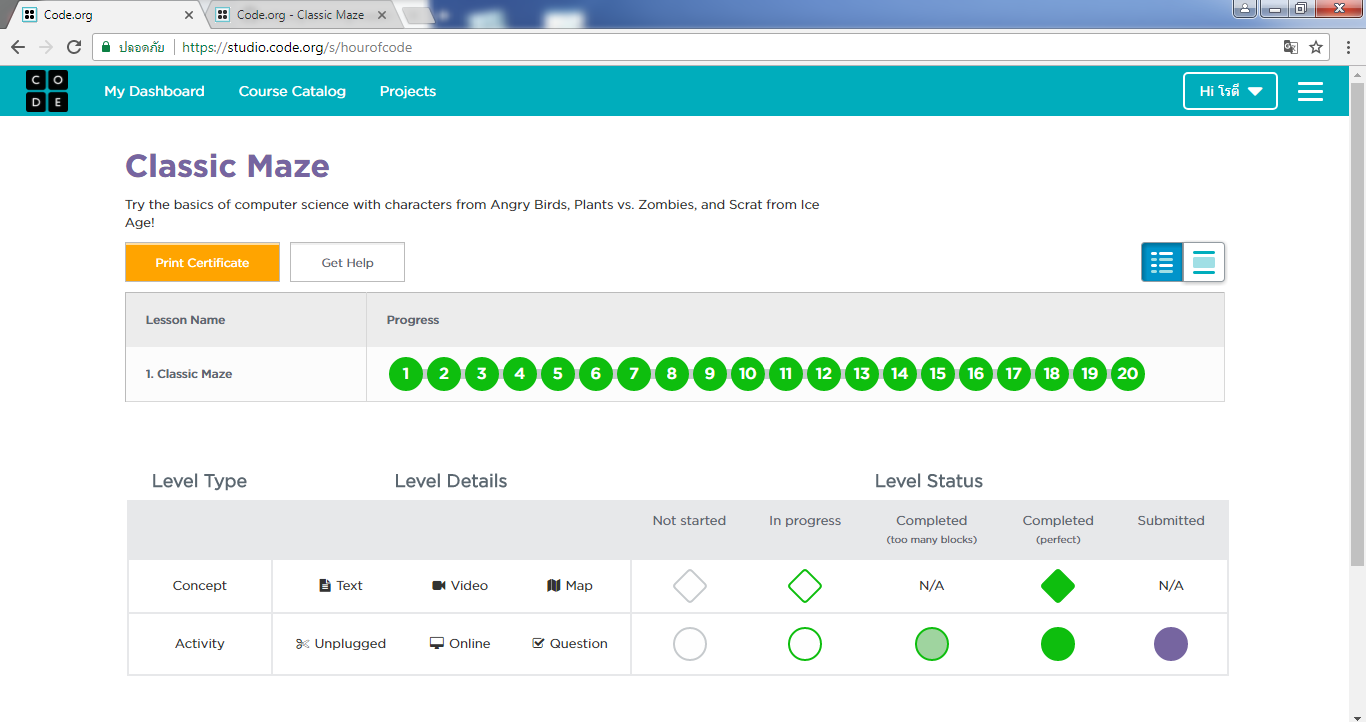 Code.org
Code.org - Classic Maze
ปลอดภัย https://studio.code.org/s/hourofcode
CODE My Dashboard Course Catalog Projects Hi โรตี
Classic Maze
Try the basics of computer science with characters from Angry Birds, Plants vs. Zombies, and Scrat from Ice
Age!
Print Certificate Get Help
Lesson Name Progress
1. Classic Maze 1 2 3 4 5 6 7 8 9 10 11 12 13 14 15 16 17 18 19 20
Level Type Level Details Level Status
Not started In progress Completed Completed Submitted
(too many blocks) (perfect)
Concept Text Video Map N/A N/A
Activity Unplugged Online Question